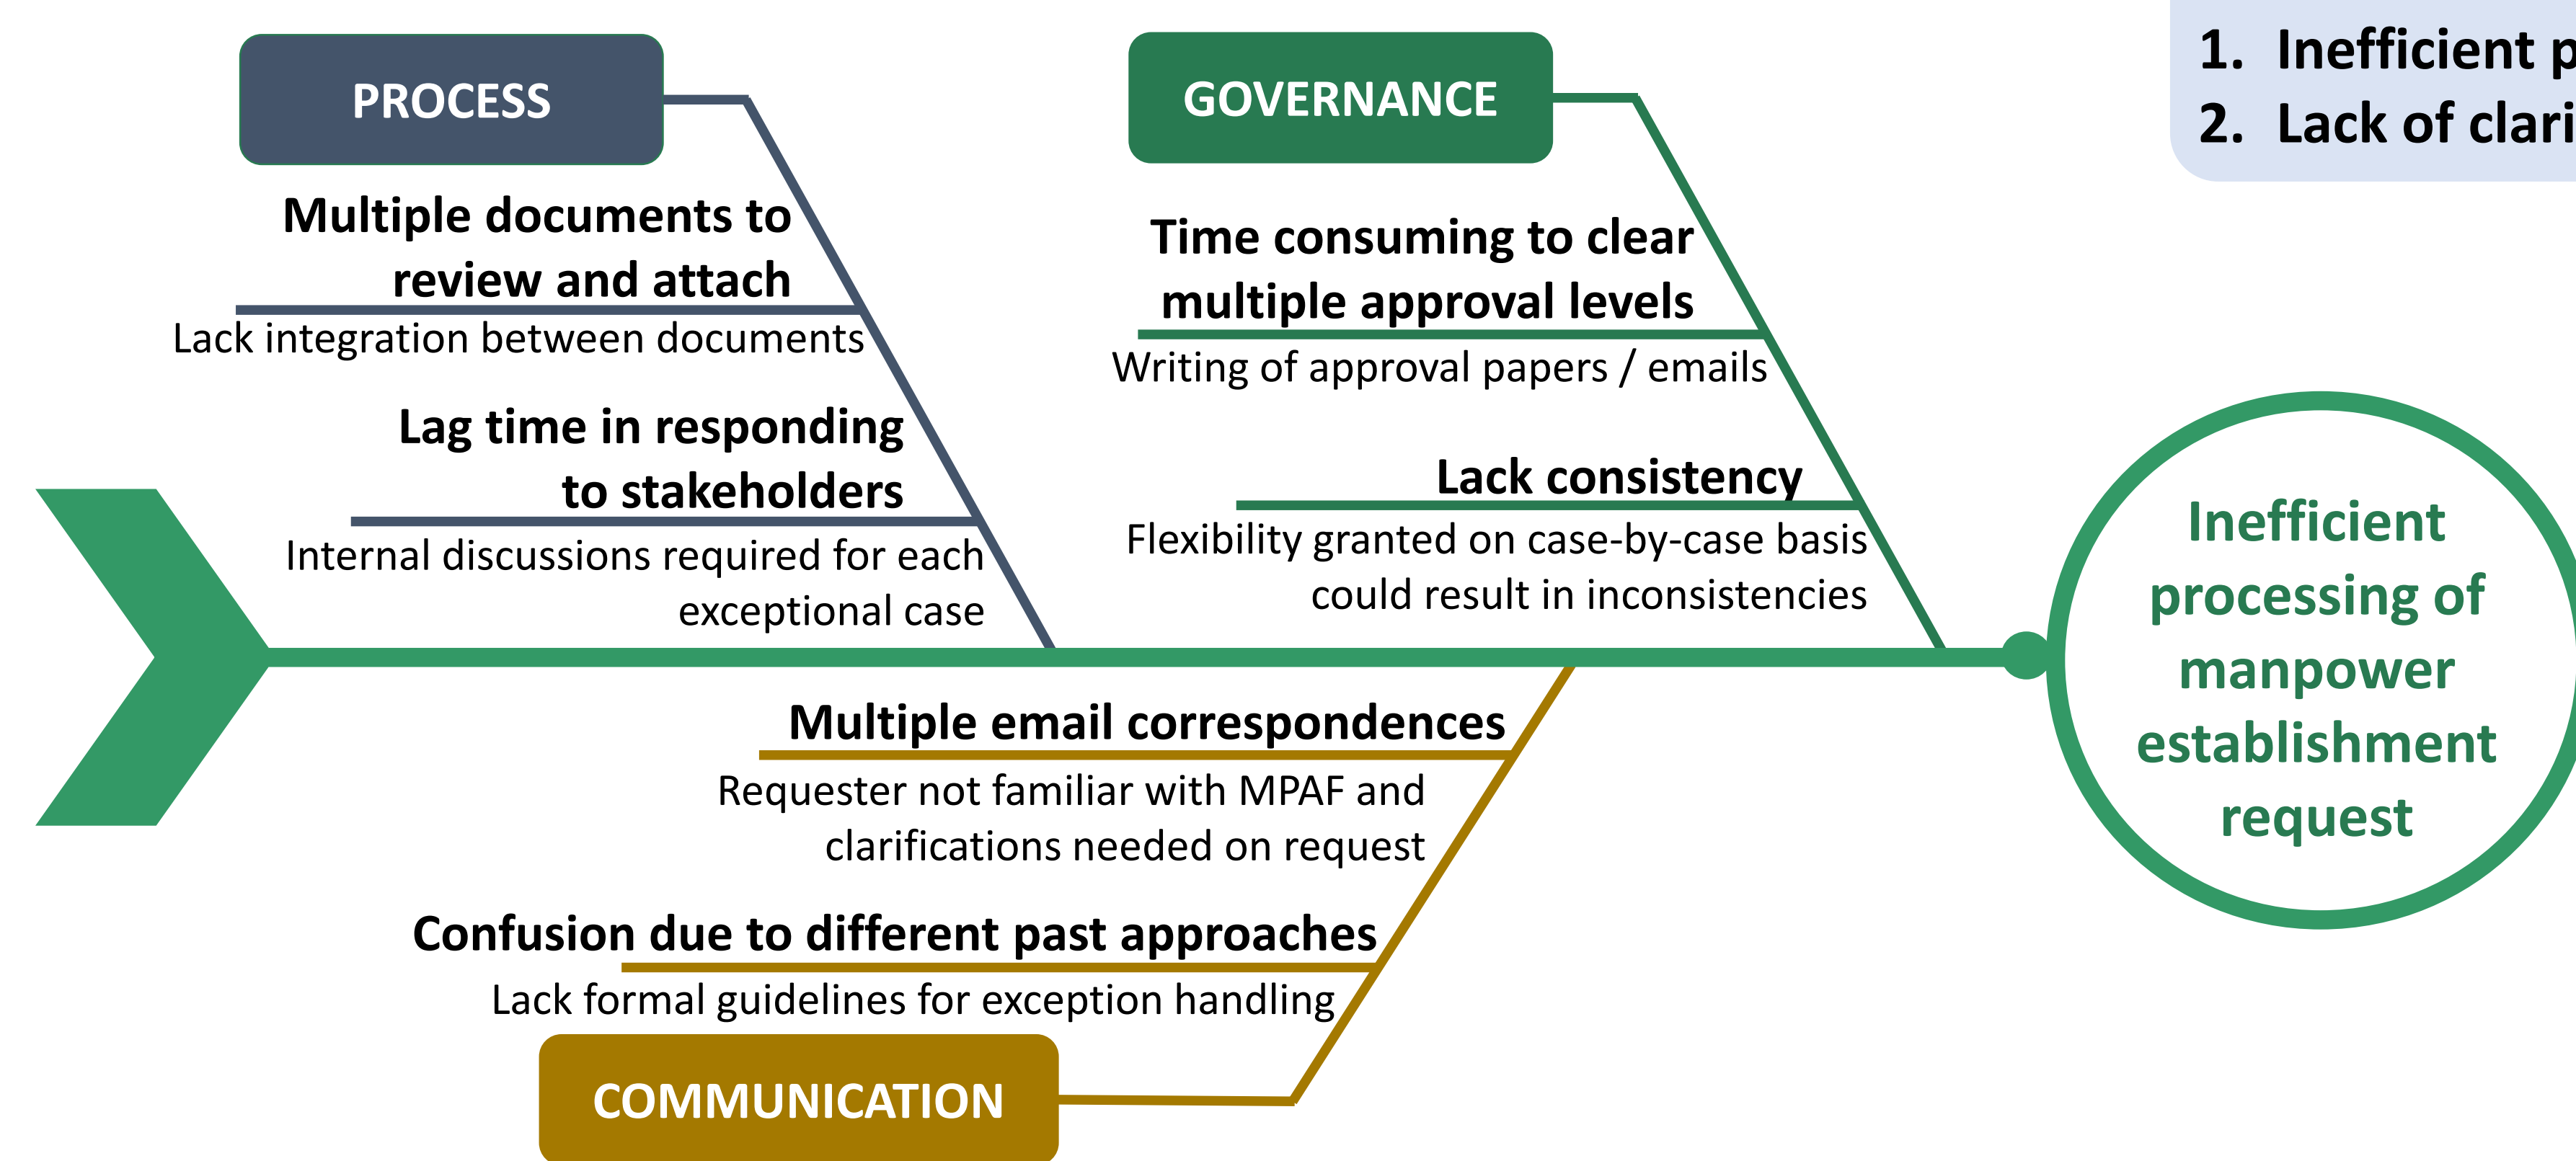 PROCESS
Multiple documents to
review and attach
Lack integration between documents
Lag time in responding
to stakeholders
Internal discussions required for each
exceptional case
GOVERNANCE
Time consuming to clear
multiple approval levels
Writing of approval papers / emails
Lack consistency
Flexibility granted on case-by-case basis
could result in inconsistencies
1. Inefficient
2. Lack of
Inefficient
processing of
manpower
establishment
request
Multiple email correspondences
Requester not familiar with MPAF and
clarifications needed on request
Confusion due to different past approaches
Lack formal guidelines for exception handling
COMMUNICATION